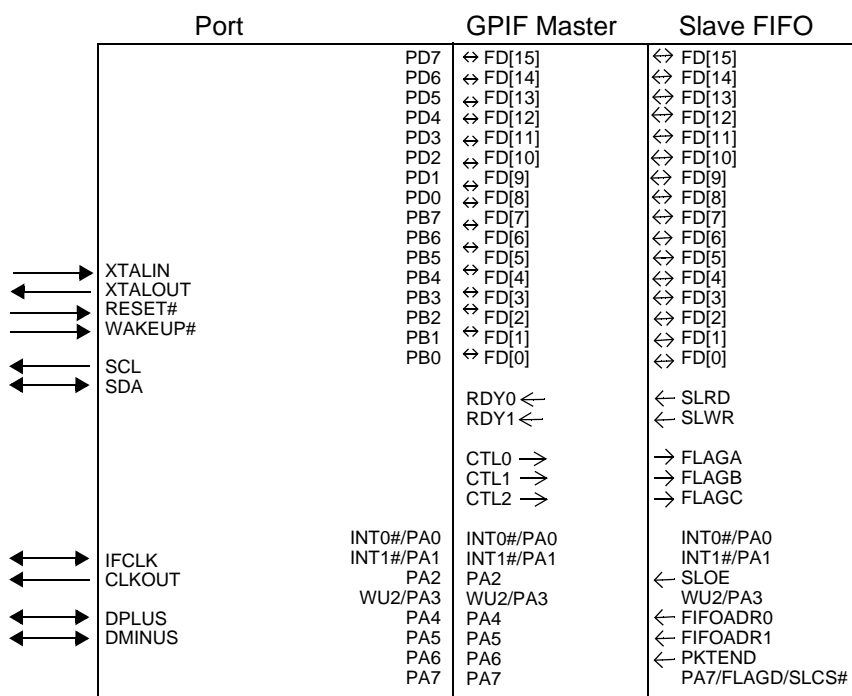 Port GPIF Master Slave FIFO
PD7 ↔ FD[15] ↔ FD[15]
PD6 ↔ FD[14] ↔ FD[14]
PD5 ↔ FD[13] ↔ FD[13]
PD4 ↔ FD[12] ↔ FD[12]
PD3 ↔ FD[11] ↔ FD[11]
PD2 ↔ FD[10] ↔ FD[10]
PD1 ↔ FD[9] ↔ FD[9]
PD0 ↔ FD[8] ↔ FD[8]
PB7 ↔ FD[7] ↔ FD[7]
PB6 ↔ FD[6] ↔ FD[6]
PB5 ↔ FD[5] ↔ FD[5]
XTALIN PB4 ↔ FD[4] ↔ FD[4]
XTALOUT PB3 ↔ FD[3] ↔ FD[3]
RESET# PB2 ↔ FD[2] ↔ FD[2]
WAKEUP# PB1 ↔ FD[1] ↔ FD[1]
SCL PB0 ↔ FD[0] ↔ FD[0]
SDA
RDY0 ← ← SLRD
RDY1 ← ← SLWR
CTL0 → → FLAGA
CTL1 → → FLAGB
CTL2 → → FLAGC
INT0#/PA0 INT0#/PA0 INT0#/PA0
IFCLK INT1#/PA1 INT1#/PA1 INT1#/PA1
CLKOUT PA2 PA2 ← SLOE
WU2/PA3 WU2/PA3 WU2/PA3
DPLUS PA4 PA4 ← FIFOADR0
DMINUS PA5 PA5 ← FIFOADR1
PA6 PA6 ← PKTEND
PA7 PA7 PA7/FLAGD/SLCS#